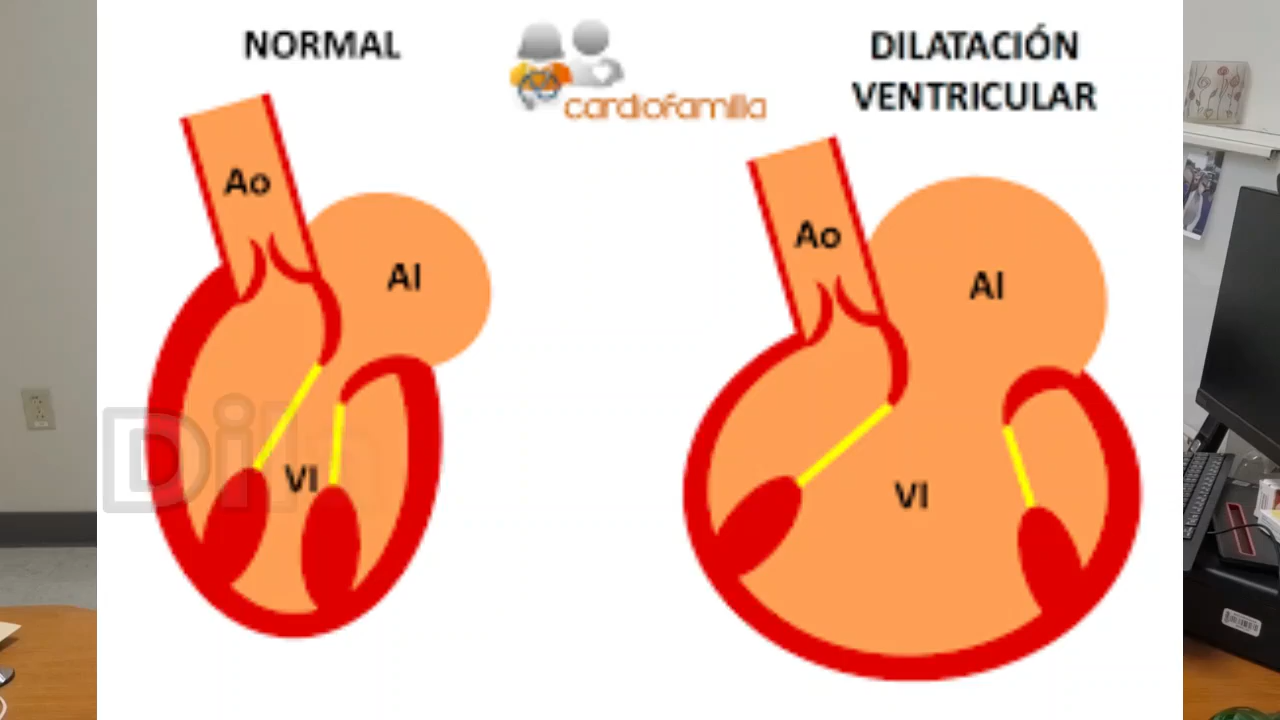 NORMAL
cardiofamilia
DILATACIÓN
VENTRICULAR
Ao
AI
VI
Ao
AI
VI